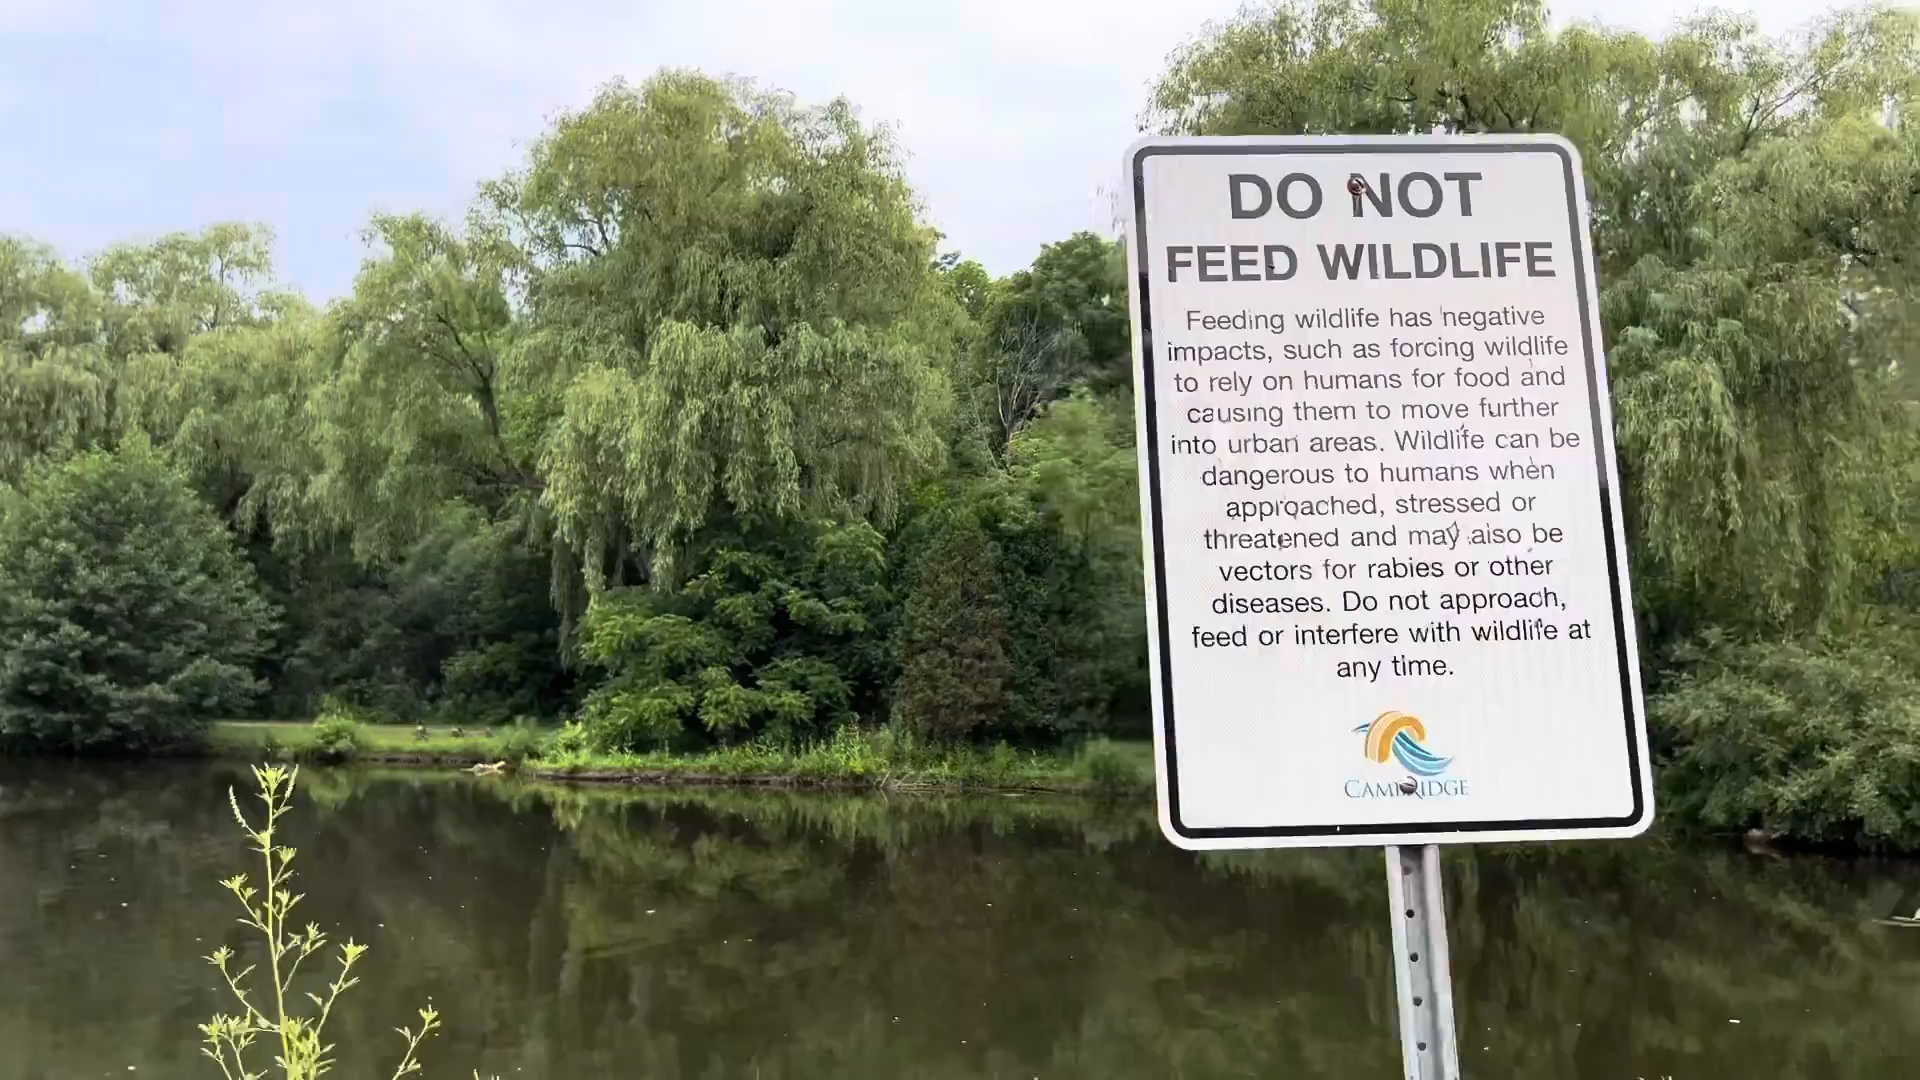 DO NOT
FEED WILDLIFE
Feeding wildlife has negative
impacts, such as forcing wildlife
to rely on humans for food and
causing them to move further
into urban areas. Wildlife can be
dangerous to humans when
approached, stressed or
threatened and may also be
vectors for rabies or other
diseases. Do not approach,
feed or interfere with wildlife at
any time.
CAMBRIDGE